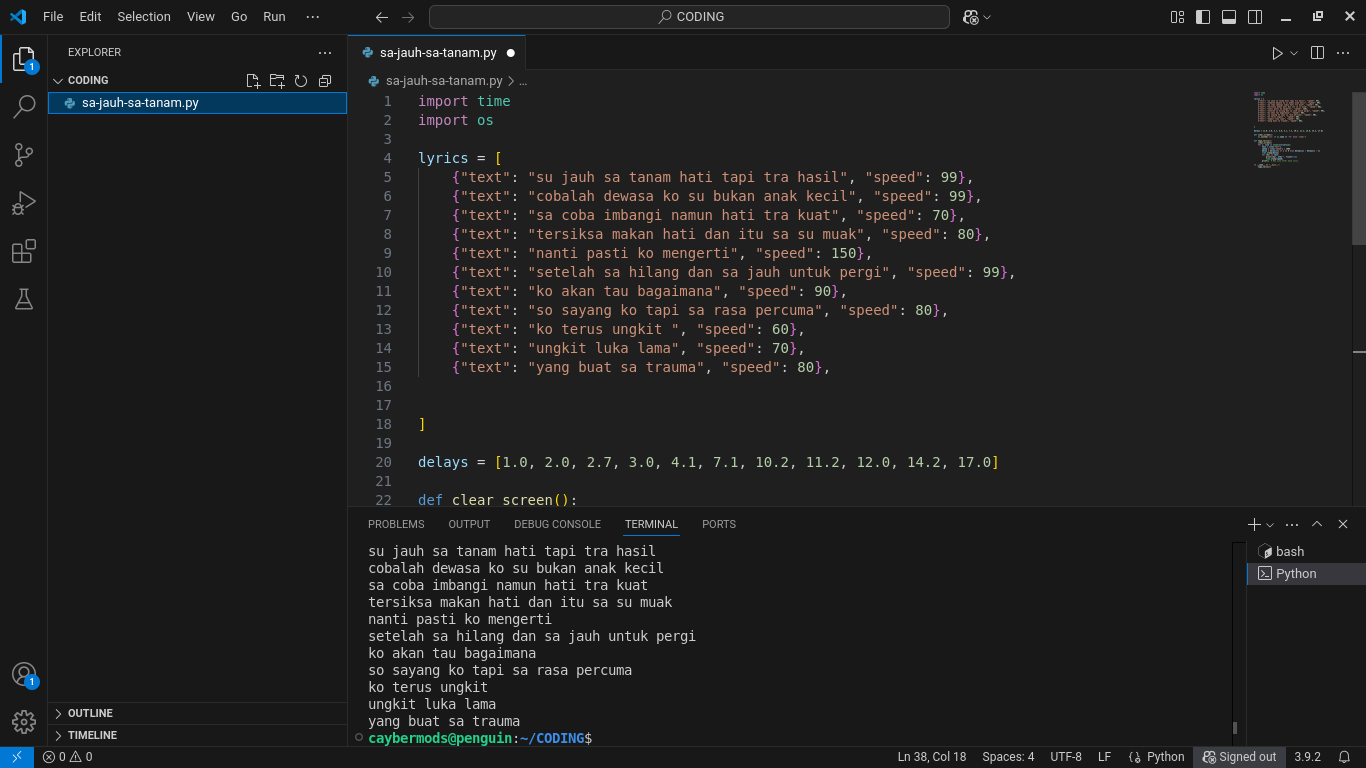 File Edit Selection View Go Run ···
CODING
EXPLORER
CODING
sa-jauh-sa-tanam.py
OUTLINE
TIMELINE
1
1
sa-jauh-sa-tanam.py
sa-jauh-sa-tanam.py > ...
1 import time
2 import os
3
4 lyrics = [
5 {"text": "su jauh sa tanam hati tapi tra hasil", "speed": 99},
6 {"text": "cobalah dewasa ko su bukan anak kecil", "speed": 99},
7 {"text": "sa coba imbangi namun hati tra kuat", "speed": 70},
8 {"text": "tersiksa makan hati dan itu sa su muak", "speed": 80},
9 {"text": "nanti pasti ko mengerti", "speed": 150},
10 {"text": "setelah sa hilang dan sa jauh untuk pergi", "speed": 99},
11 {"text": "ko akan tau bagaimana", "speed": 90},
12 {"text": "so sayang ko tapi sa rasa percuma", "speed": 80},
13 {"text": "ko terus ungkit ", "speed": 60},
14 {"text": "ungkit luka lama", "speed": 70},
15 {"text": "yang buat sa trauma", "speed": 80},
16
17
18 ]
19
20 delays = [1.0, 2.0, 2.7, 3.0, 4.1, 7.1, 10.2, 11.2, 12.0, 14.2, 17.0]
21
22 def clear_screen():
PROBLEMS OUTPUT DEBUG CONSOLE TERMINAL PORTS
su jauh sa tanam hati tapi tra hasil
cobalah dewasa ko su bukan anak kecil
sa coba imbangi namun hati tra kuat
tersiksa makan hati dan itu sa su muak
nanti pasti ko mengerti
setelah sa hilang dan sa jauh untuk pergi
ko akan tau bagaimana
so sayang ko tapi sa rasa percuma
ko terus ungkit
ungkit luka lama
yang buat sa trauma
caybermods@penguin:~/CODING$
bash
Python
0 0
Ln 38, Col 18 Spaces: 4 UTF-8 LF {} Python Signed out 3.9.2